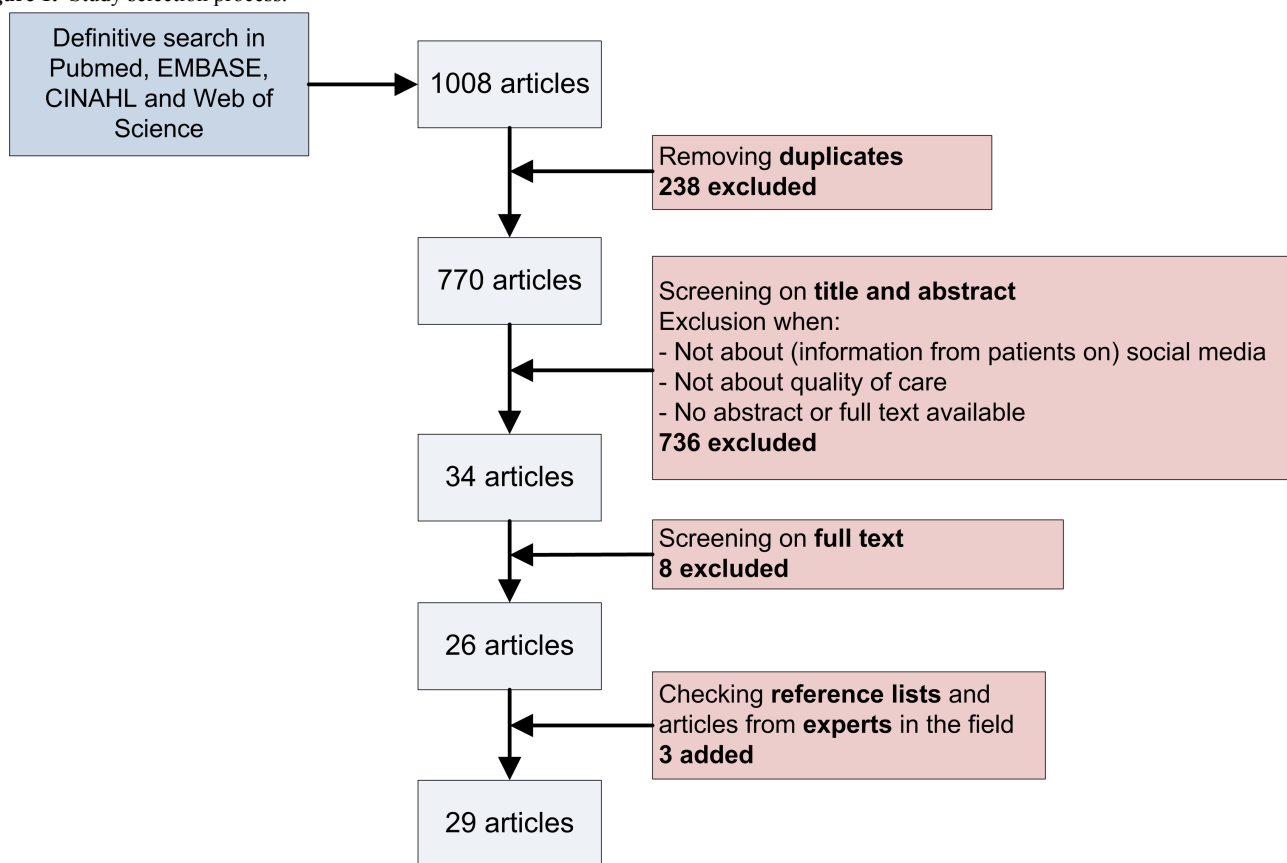 Study selection process.
Definitive search in
Pubmed, EMBASE,
CINAHL and Web of
Science
1008 articles
Removing duplicates
238 excluded
770 articles
Screening on title and abstract
Exclusion when:
- Not about (information from patients on) social media
- Not about quality of care
- No abstract or full text available
736 excluded
34 articles
Screening on full text
8 excluded
26 articles
Checking reference lists and
articles from experts in the field
3 added
29 articles